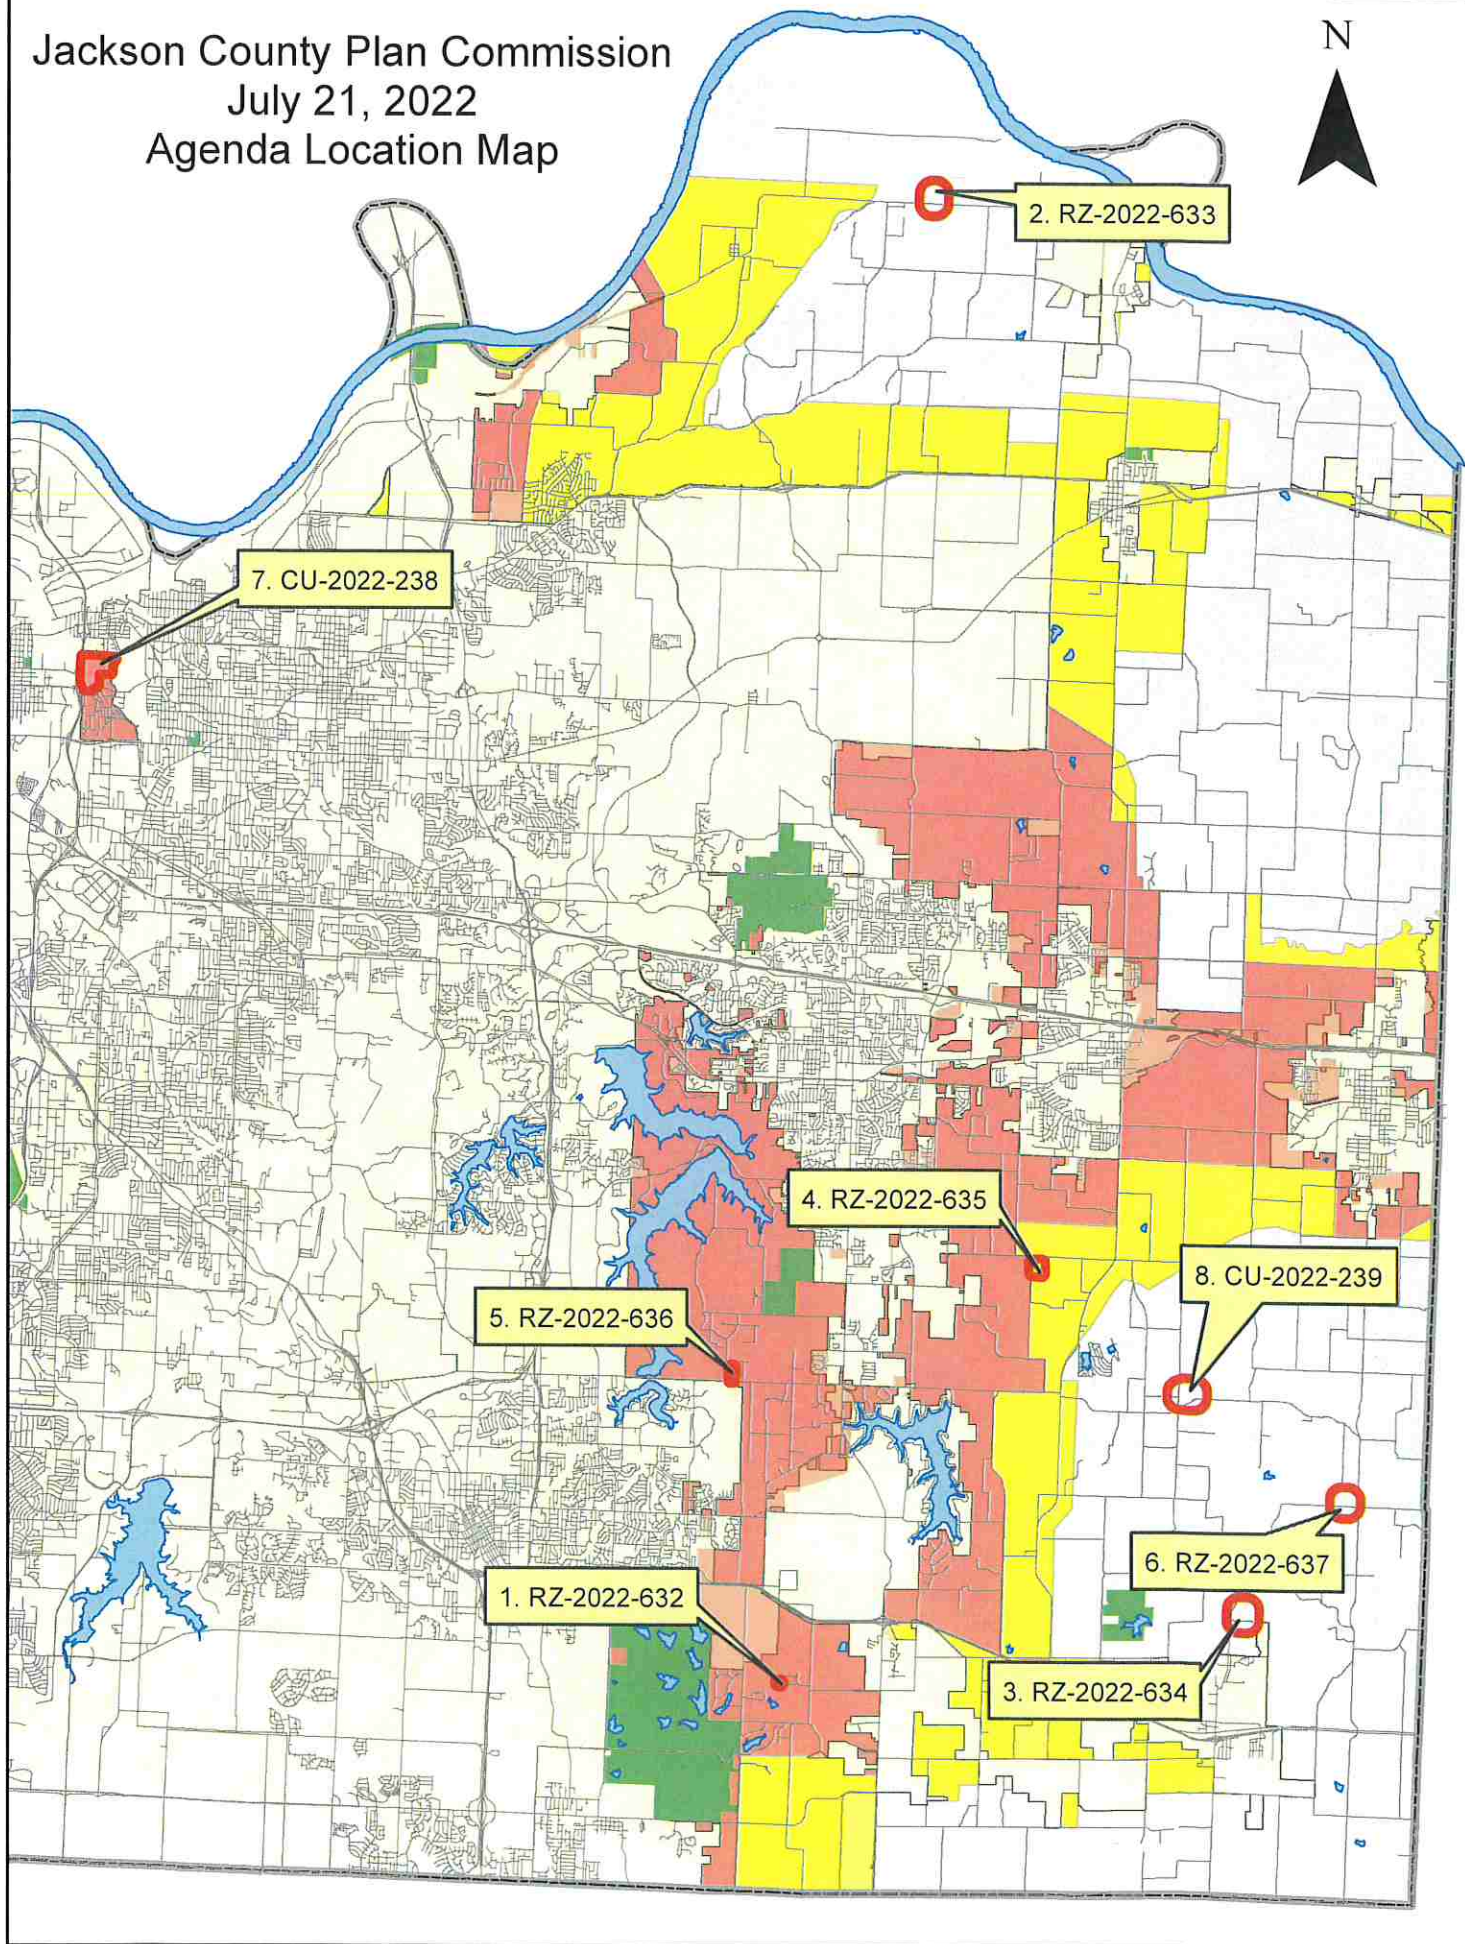 Jackson County Plan Commission
July 21, 2022
Agenda Location Map
N
2. RZ-2022-633
7. CU-2022-238
4. RZ-2022-635
8. CU-2022-239
5. RZ-2022-636
6. RZ-2022-637
1. RZ-2022-632
3. RZ-2022-634